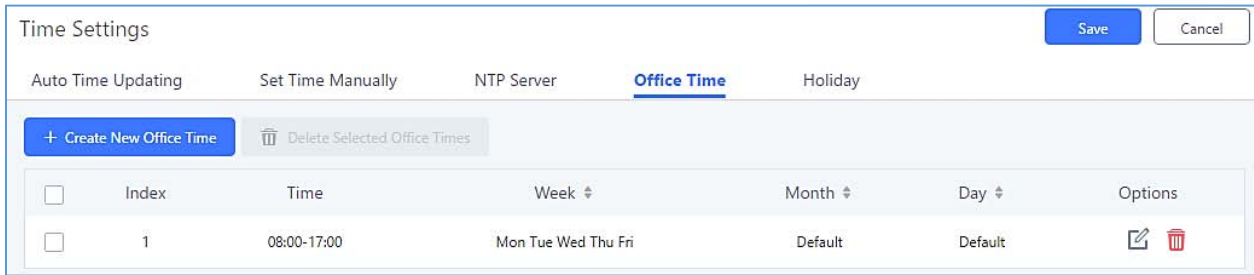 Time Settings Save Cancel
Auto Time Updating Set Time Manually NTP Server Office Time Holiday
+ Create New Office Time Delete Selected Office Times
Index Time Week Month Day Options
1 08:00-17:00 Mon Tue Wed Thu Fri Default Default